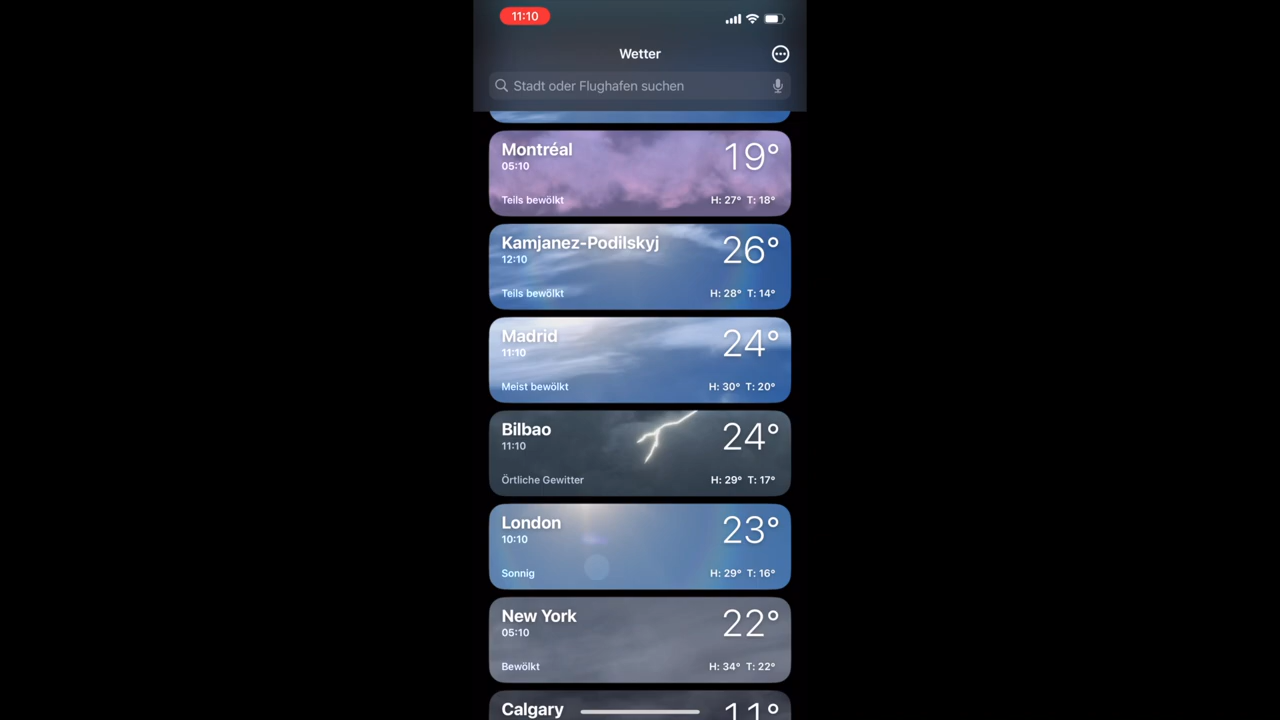 11:10
Wetter
Stadt oder Flughafen suchen
Montréal
19°
05:10
Teils bewölkt
H: 27° T: 18°
Kamjanez-Podilskyj
26°
12:10
Teils bewölkt
H: 28° T: 14°
Madrid
24°
11:10
Meist bewölkt
H: 30° T: 20°
Bilbao
24°
11:10
Örtliche Gewitter
H: 29° T: 17°
London
23°
10:10
Sonnig
H: 29° T: 16°
New York
22°
05:10
Bewölkt
H: 34° T: 22°
Calgary
11°